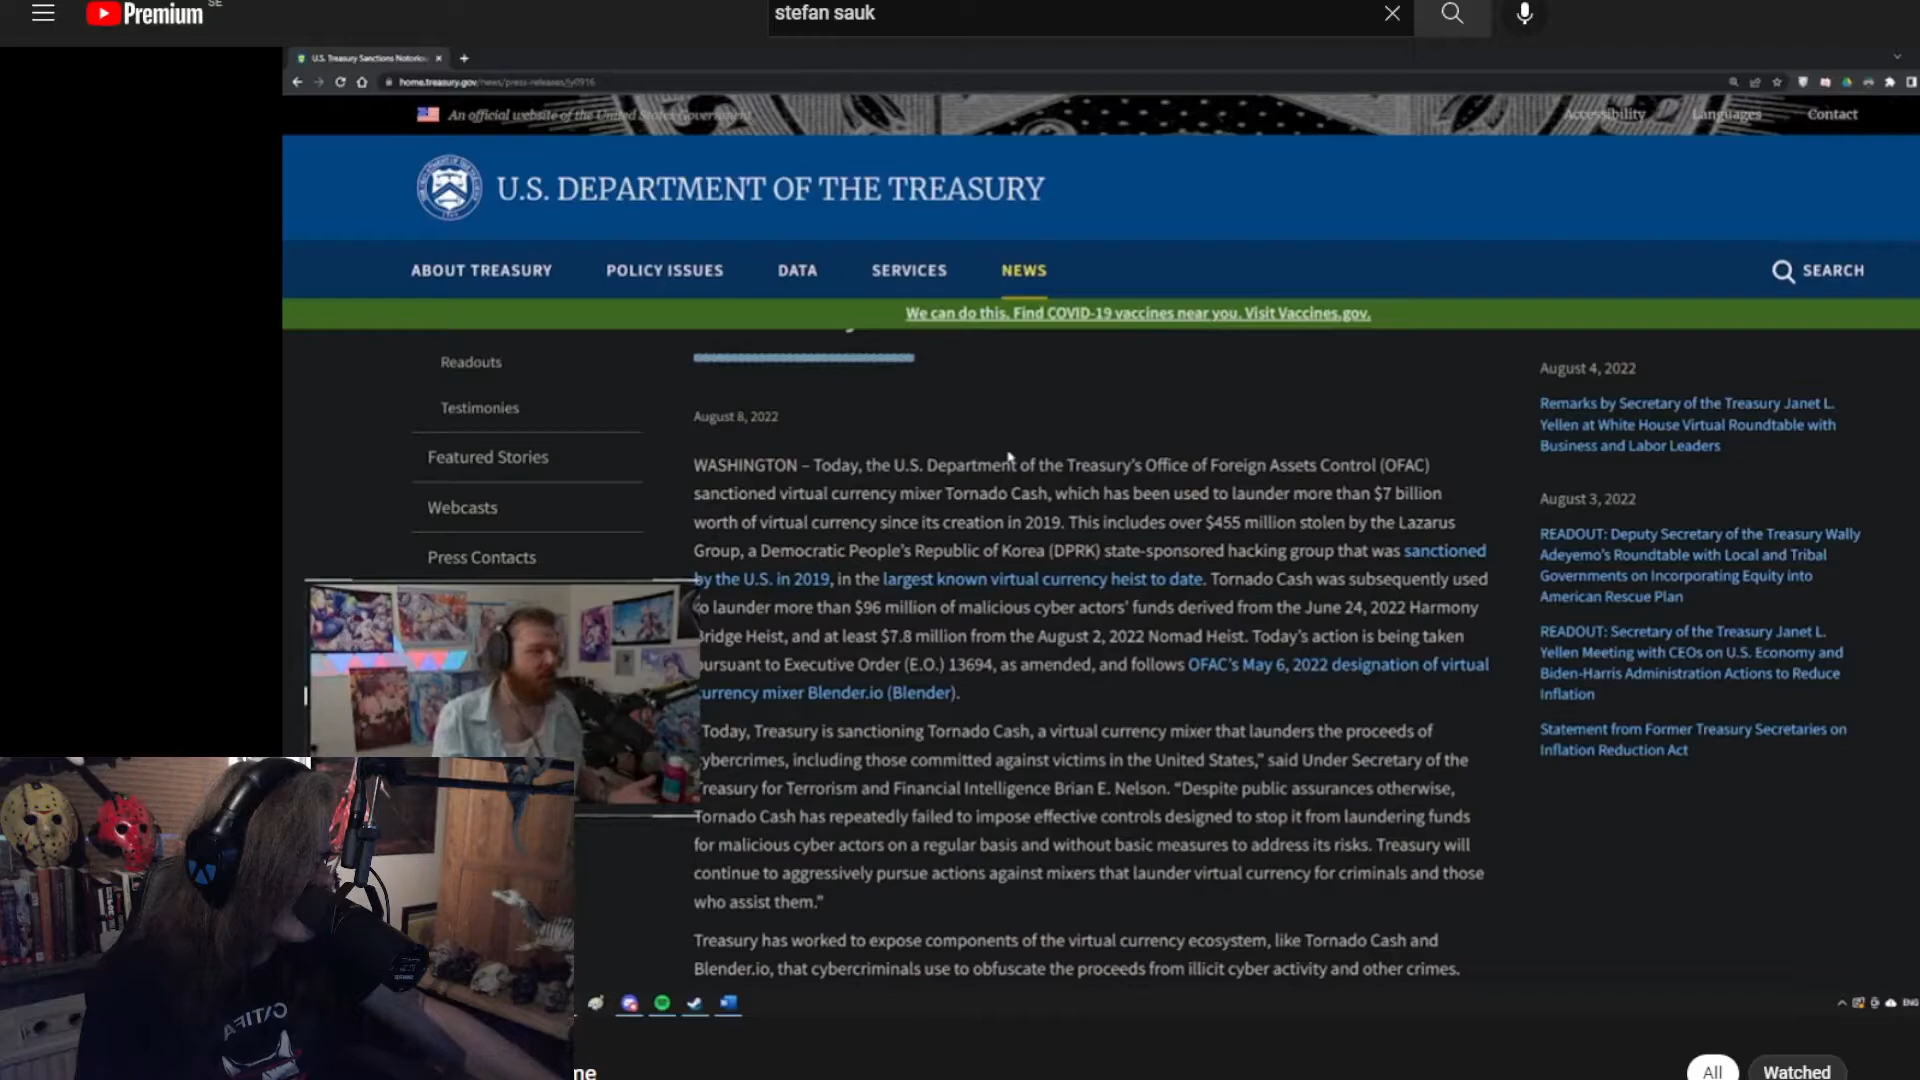 Premium SE
stefan sauk
U.S. Treasury Sanctions Notorio
home.treasury.gov/news/press-releases/jy0916
An official website of the United States Government
Accessibility
Languages
Contact
U.S. DEPARTMENT OF THE TREASURY
ABOUT TREASURY
POLICY ISSUES
DATA
SERVICES
NEWS
SEARCH
We can do this. Find COVID-19 vaccines near you. Visit Vaccines.gov.
Readouts
Testimonies
Featured Stories
Webcasts
Press Contacts
August 8, 2022
WASHINGTON – Today, the U.S. Department of the Treasury's Office of Foreign Assets Control (OFAC)
sanctioned virtual currency mixer Tornado Cash, which has been used to launder more than $7 billion
worth of virtual currency since its creation in 2019. This includes over $455 million stolen by the Lazarus
Group, a Democratic People's Republic of Korea (DPRK) state-sponsored hacking group that was sanctioned
by the U.S. in 2019, in the largest known virtual currency heist to date. Tornado Cash was subsequently used
o launder more than $96 million of malicious cyber actors' funds derived from the June 24, 2022 Harmony
Bridge Heist, and at least $7.8 million from the August 2, 2022 Nomad Heist. Today's action is being taken
ursuant to Executive Order (E.O.) 13694, as amended, and follows OFAC's May 6, 2022 designation of virtual
urrency mixer Blender.io (Blender).
Today, Treasury is sanctioning Tornado Cash, a virtual currency mixer that launders the proceeds of
ybercrimes, including those committed against victims in the United States," said Under Secretary of the
Treasury for Terrorism and Financial Intelligence Brian E. Nelson. "Despite public assurances otherwise,
Tornado Cash has repeatedly failed to impose effective controls designed to stop it from laundering funds
for malicious cyber actors on a regular basis and without basic measures to address its risks. Treasury will
continue to aggressively pursue actions against mixers that launder virtual currency for criminals and those
who assist them."
Treasury has worked to expose components of the virtual currency ecosystem, like Tornado Cash and
Blender.io, that cybercriminals use to obfuscate the proceeds from illicit cyber activity and other crimes.
August 4, 2022
Remarks by Secretary of the Treasury Janet L.
Yellen at White House Virtual Roundtable with
Business and Labor Leaders
August 3, 2022
READOUT: Deputy Secretary of the Treasury Wally
Adeyemo's Roundtable with Local and Tribal
Governments on Incorporating Equity into
American Rescue Plan
READOUT: Secretary of the Treasury Janet L.
Yellen Meeting with CEOs on U.S. Economy and
Biden-Harris Administration Actions to Reduce
Inflation
Statement from Former Treasury Secretaries on
Inflation Reduction Act
ENG
me
All
Watched